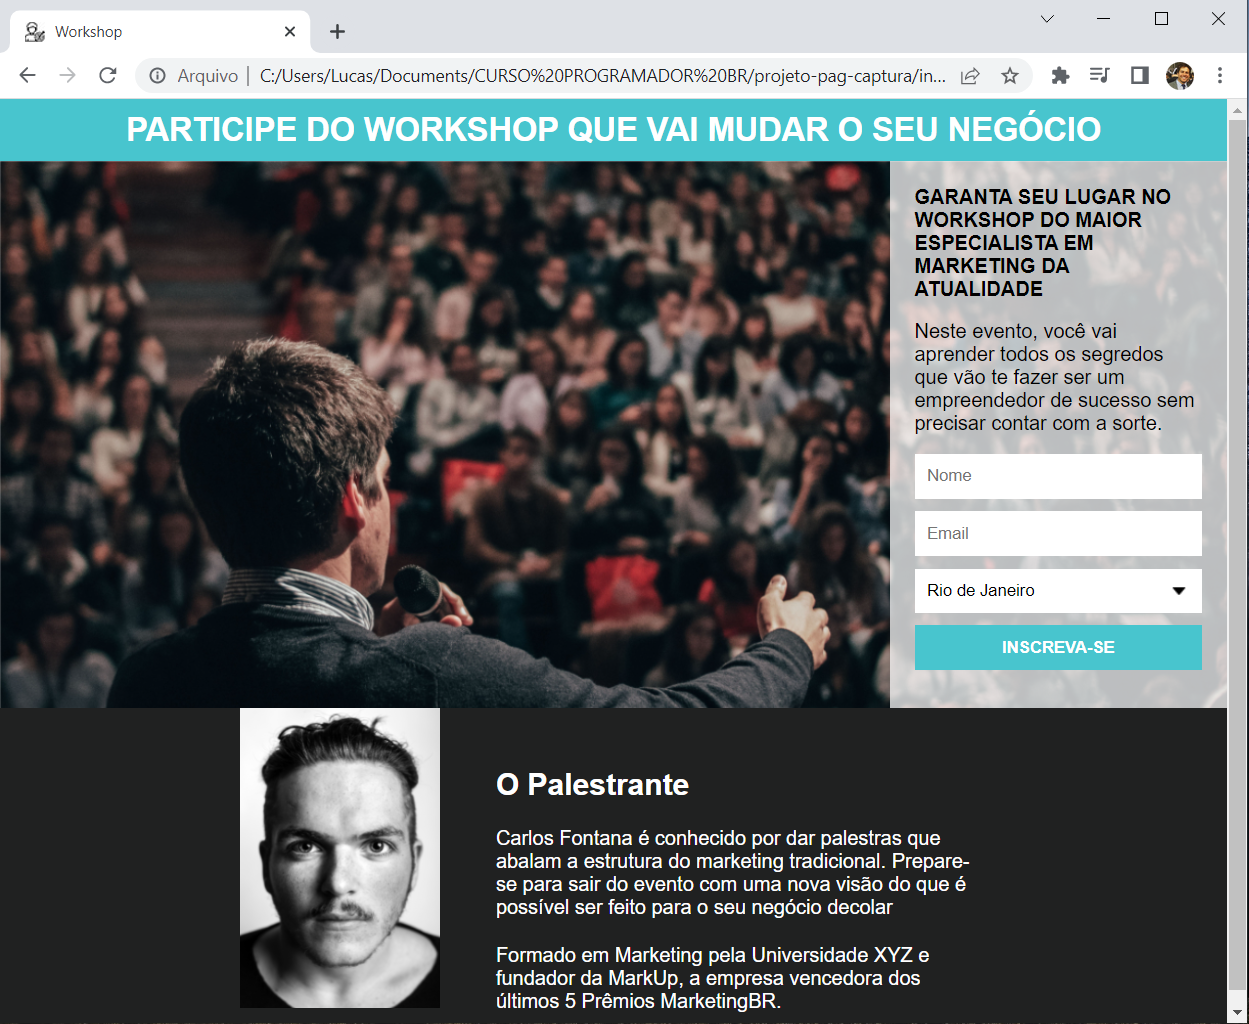 Workshop
Arquivo
C:/Users/Lucas/Documents/CURSO%20PROGRAMADOR%20BR/projeto-pag-captura/in...
PARTICIPE DO WORKSHOP QUE VAI MUDAR O SEU NEGÓCIO
GARANTA SEU LUGAR NO
WORKSHOP DO MAIOR
ESPECIALISTA EM
MARKETING DA
ATUALIDADE
Neste evento, você vai
aprender todos os segredos
que vão te fazer ser um
empreendedor de sucesso sem
precisar contar com a sorte.
Nome
Email
Rio de Janeiro
INSCREVA-SE
O Palestrante
Carlos Fontana é conhecido por dar palestras que
abalam a estrutura do marketing tradicional. Prepare-
se para sair do evento com uma nova visão do que é
possível ser feito para o seu negócio decolar
Formado em Marketing pela Universidade XYZ e
fundador da MarkUp, a empresa vencedora dos
últimos 5 Prêmios MarketingBR.